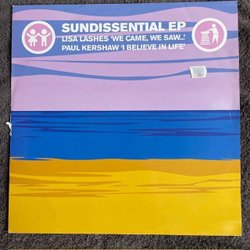 SUNDISSENTIAL EP
LISA LASHES 'WE CAME, WE SAW..'
PAUL KERSHAW 'I BELIEVE IN LIFE'